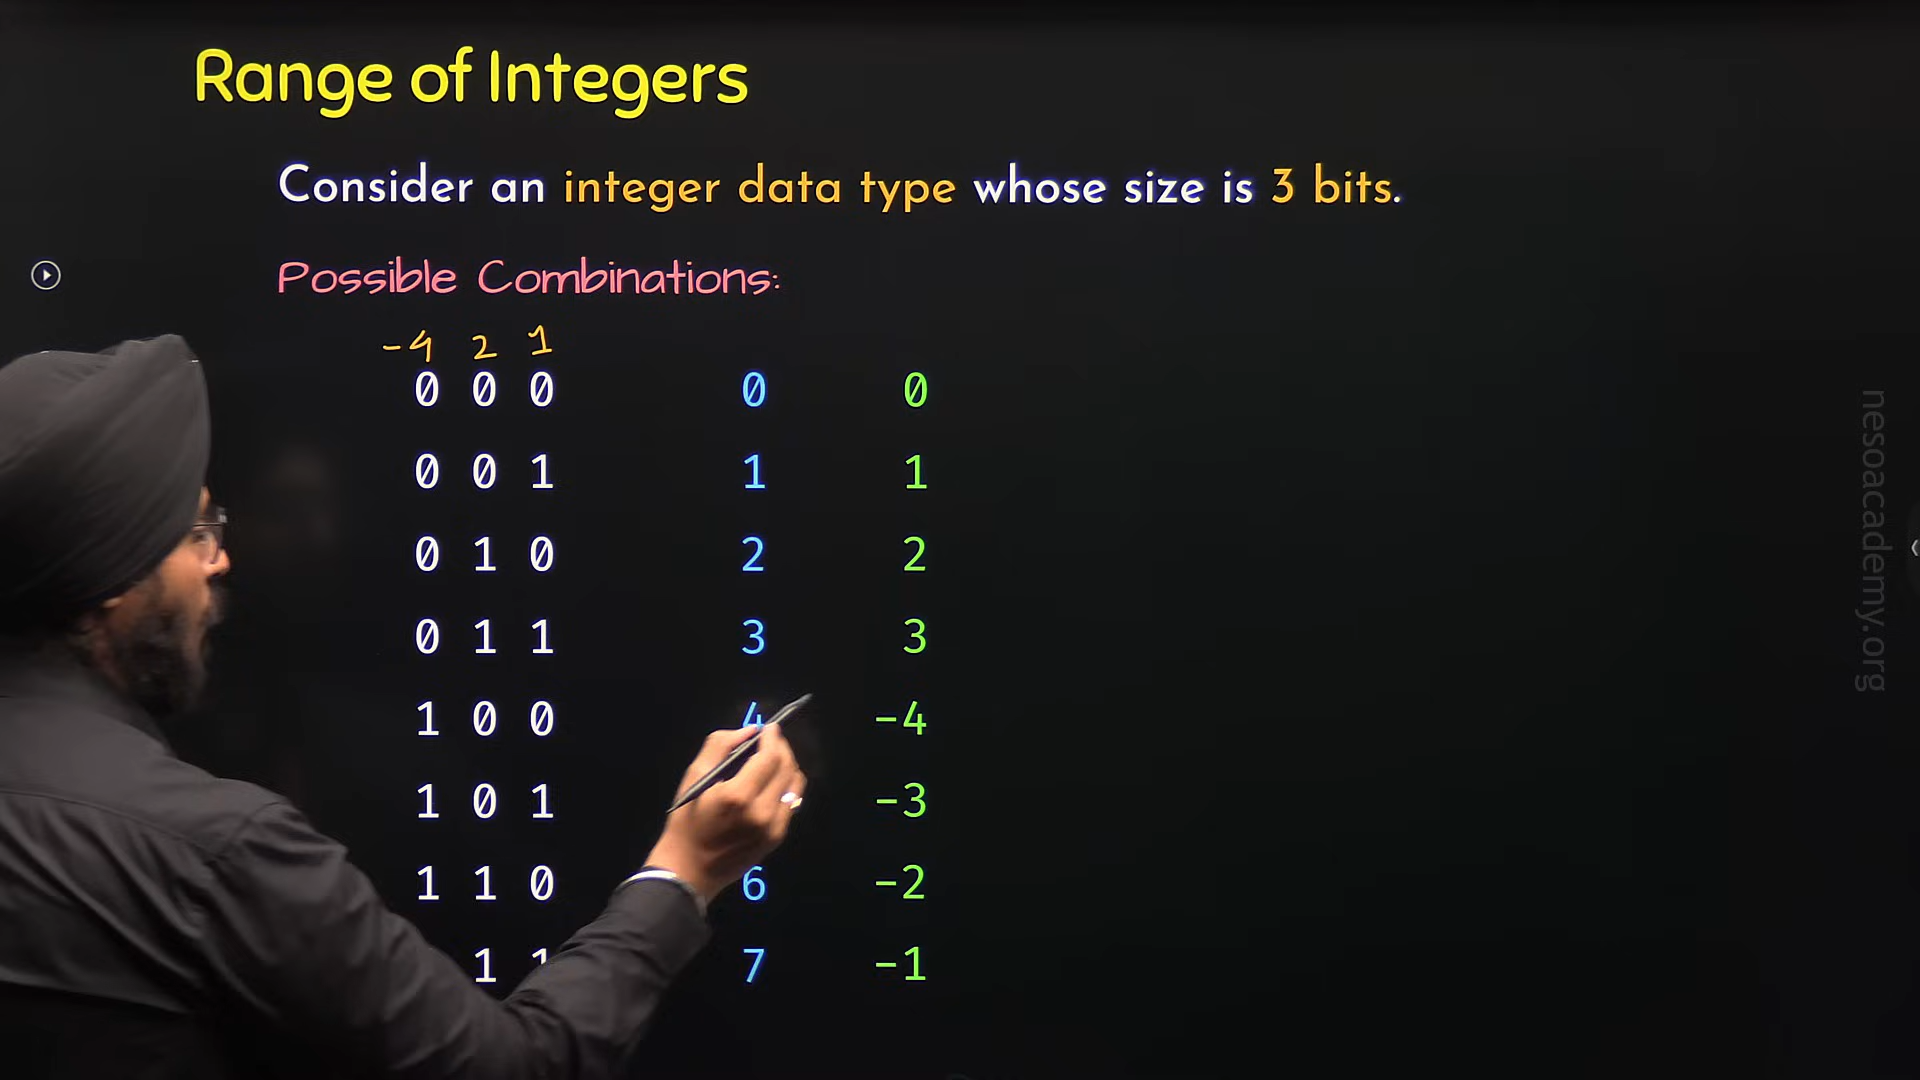 Range of Integers
Consider an integer data type whose size is 3 bits.
Possible Combinations:
-4 2 1
0 0 0 0 0
0 0 1 1 1
0 1 0 2 2
0 1 1 3 3
1 0 0 4 -4
1 0 1 -3
1 1 0 6 -2
1 1 7 -1
nesoacademy.org